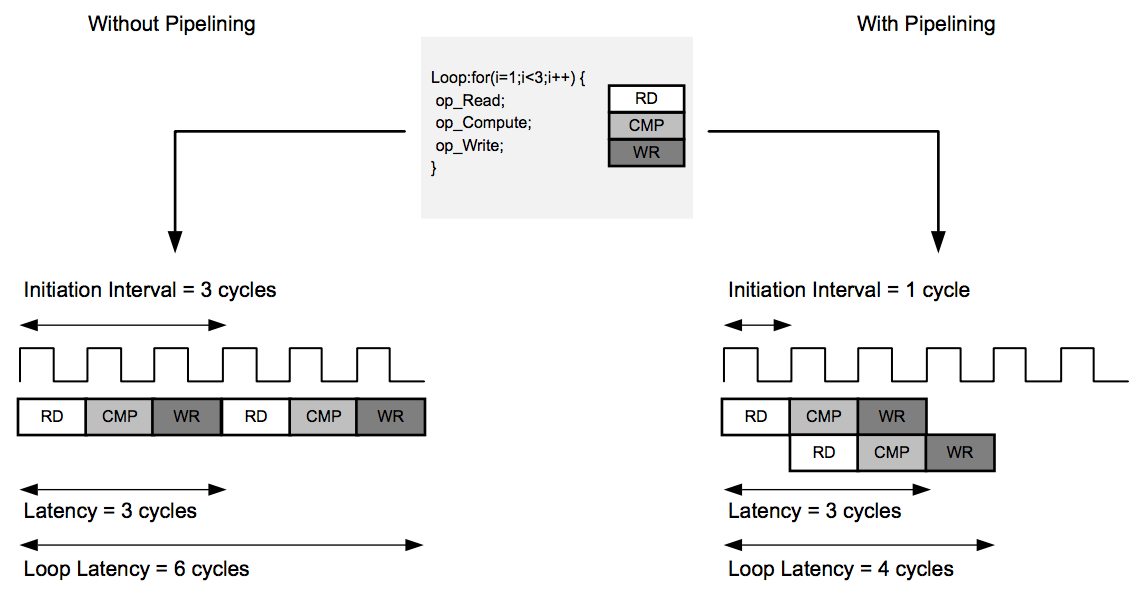 Without Pipelining
With Pipelining
Loop:for(i=1;i<3;i++) {
op_Read;
op_Compute;
op_Write;
}
RD
CMP
WR
Initiation Interval = 3 cycles
RD CMP WR RD CMP WR
Latency = 3 cycles
Loop Latency = 6 cycles
Initiation Interval = 1 cycle
RD CMP WR
RD CMP WR
Latency = 3 cycles
Loop Latency = 4 cycles